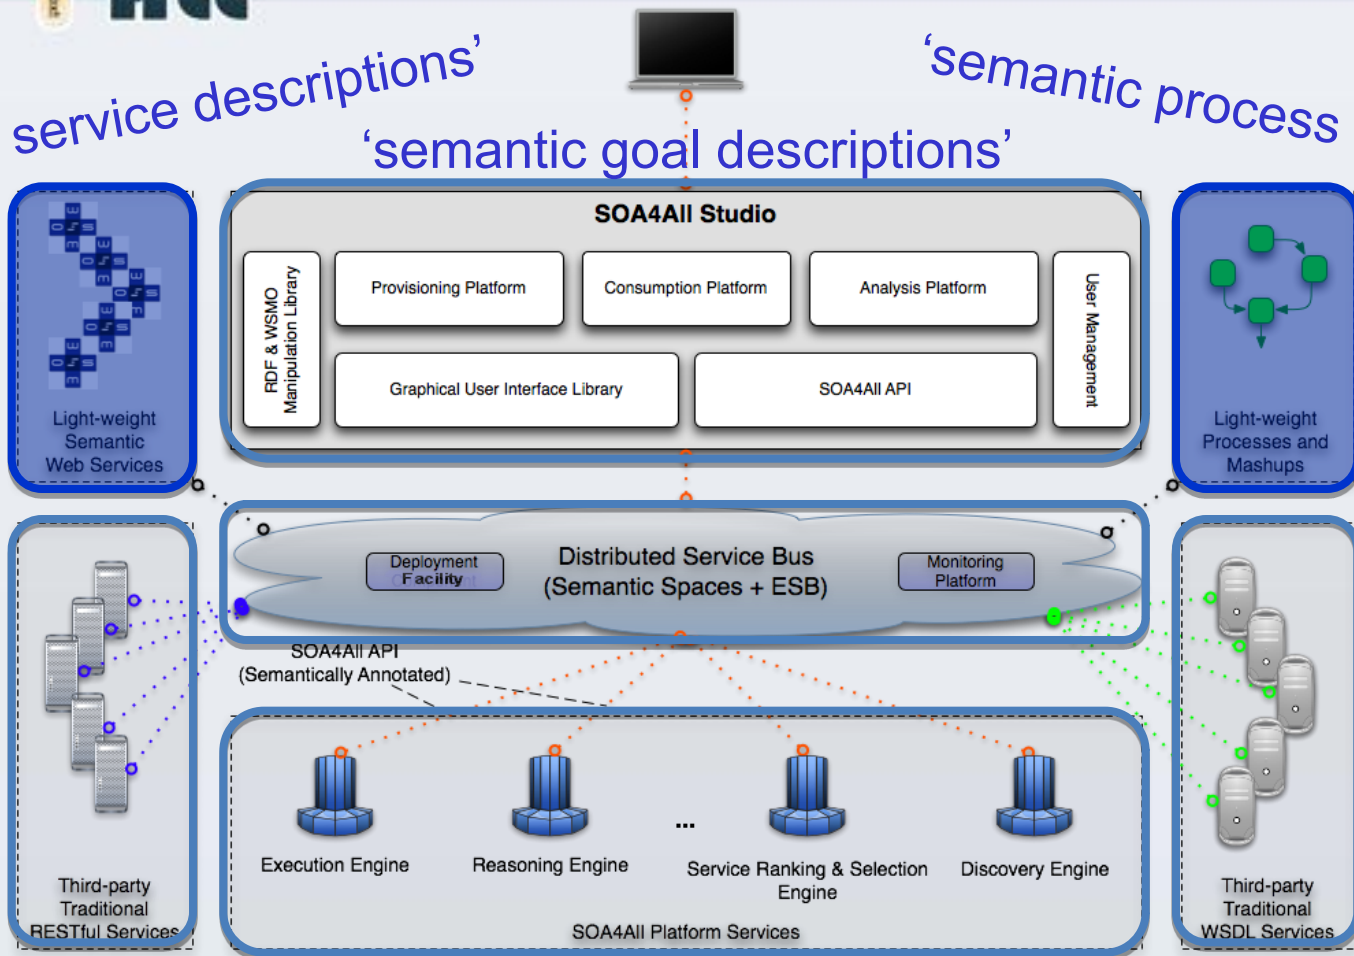 service descriptions’
‘semantic process
‘semantic goal descriptions’
SOA4All Studio
RDF & WSMO
Manipulation Library
Provisioning Platform
Consumption Platform
Analysis Platform
User Management
Graphical User Interface Library
SOA4All API
Light-weight
Semantic
Web Services
Light-weight
Processes and
Mashups
Distributed Service Bus
(Semantic Spaces + ESB)
Deployment
Facility
Monitoring
Platform
SOA4All API
(Semantically Annotated)
Execution Engine
Reasoning Engine
...
Service Ranking & Selection
Engine
Discovery Engine
SOA4All Platform Services
Third-party
Traditional
RESTful Services
Third-party
Traditional
WSDL Services